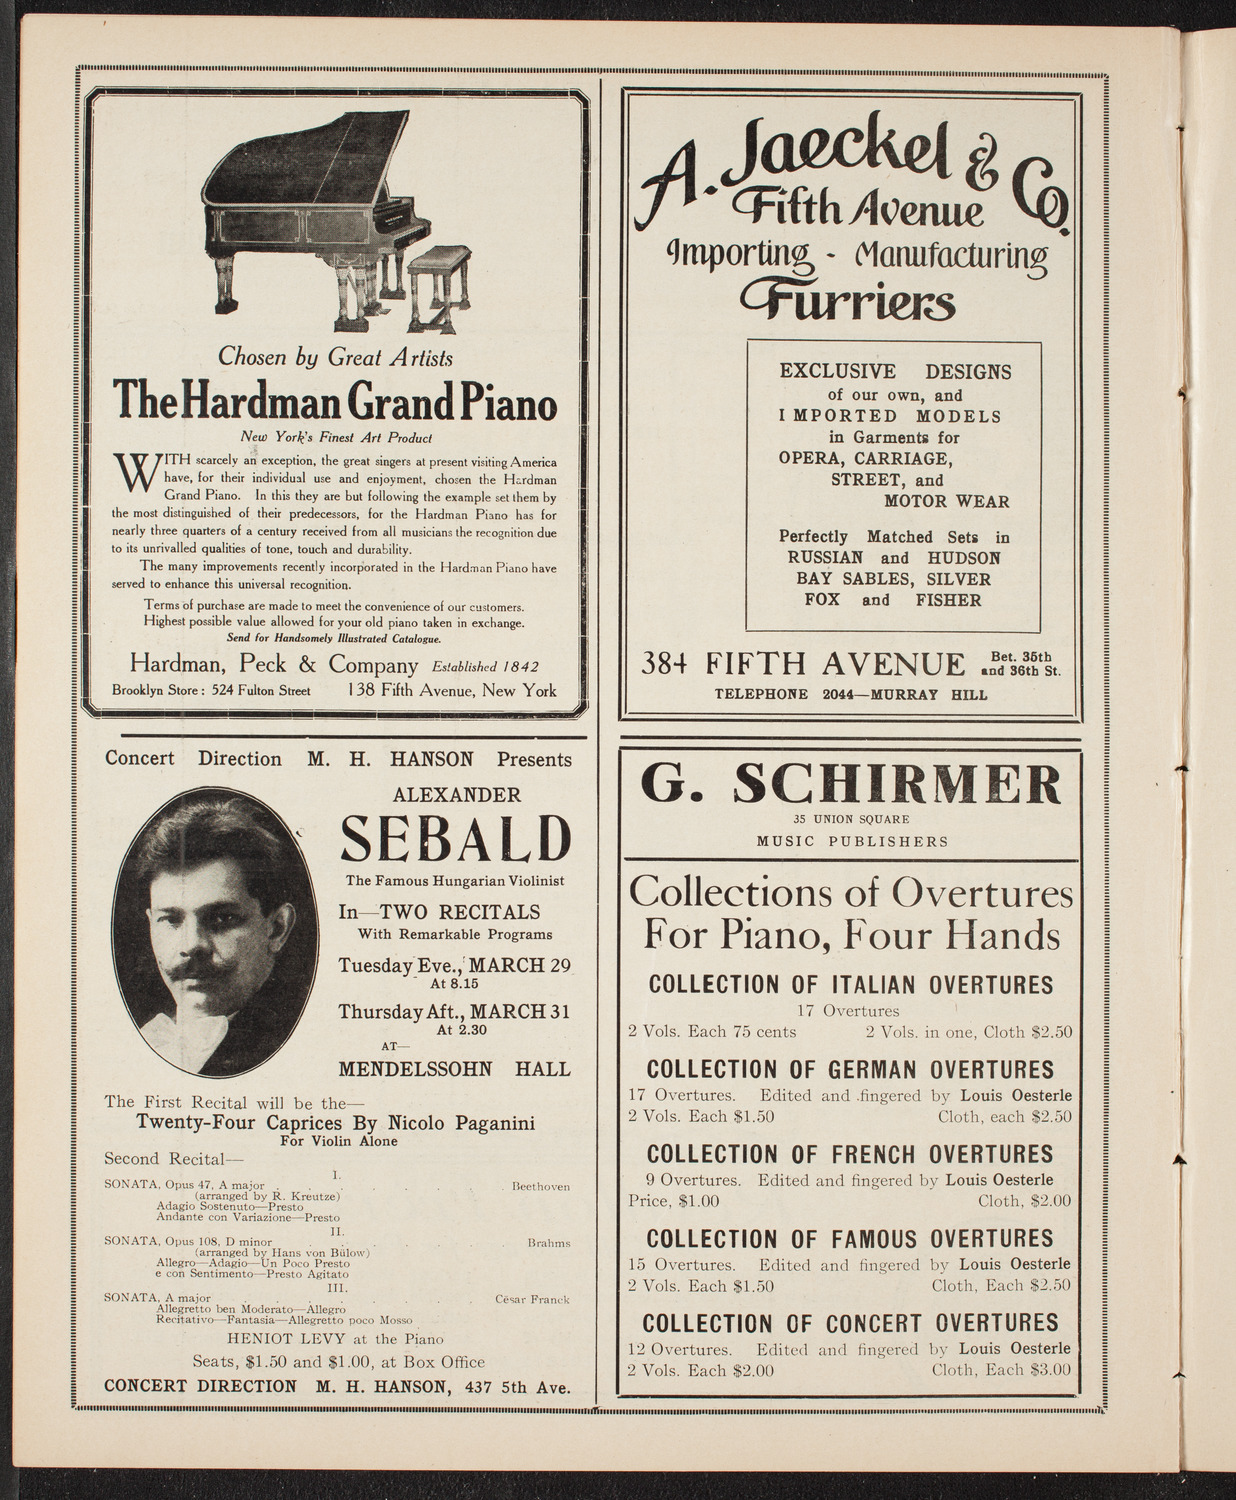 Chosen by Great Artists
The Hardman Grand Piano
New York's Finest Art Product
WITH scarcely an exception, the great singers at present visiting America
have, for their individual use and enjoyment, chosen the Hardman
Grand Piano. In this they are but following the example set them by
the most distinguished of their predecessors, for the Hardman Piano has for
nearly three quarters of a century received from all musicians the recognition due
to its unrivalled qualities of tone, touch and durability.
The many improvements recently incorporated in the Hardman Piano have
served to enhance this universal recognition.
Terms of purchase are made to meet the convenience of our customers.
Highest possible value allowed for your old piano taken in exchange.
Send for Handsomely Illustrated Catalogue.
Hardman, Peck & Company Established 1842
Brooklyn Store: 524 Fulton Street 138 Fifth Avenue, New York
Concert Direction M. H. HANSON Presents
ALEXANDER
SEBALD
The Famous Hungarian Violinist
In—TWO RECITALS
With Remarkable Programs
Tuesday Eve., MARCH 29
At 8.15
Thursday Aft., MARCH 31
At 2.30
AT—
MENDELSSOHN HALL
The First Recital will be the—
Twenty-Four Caprices By Nicolo Paganini
For Violin Alone
Second Recital—
I.
SONATA, Opus 47, A major . . . . . . Beethoven
(arranged by R. Kreutze)
Adagio Sostenuto—Presto
Andante con Variazione—Presto
II.
SONATA, Opus 108, D minor . . . . . . Brahms
(arranged by Hans von Bülow)
Allegro—Adagio—Un Poco Presto
e con Sentimento—Presto Agitato
III.
SONATA, A major . . . . . . . César Franck
Allegretto ben Moderato—Allegro
Recitativo—Fantasia—Allegretto poco Mosso
HENIOT LEVY at the Piano
Seats, $1.50 and $1.00, at Box Office
CONCERT DIRECTION M. H. HANSON, 437 5th Ave.
A. Jaeckel & Co.
Fifth Avenue
Importing - Manufacturing
Furriers
EXCLUSIVE DESIGNS
of our own, and
IMPORTED MODELS
in Garments for
OPERA, CARRIAGE,
STREET, and
MOTOR WEAR
Perfectly Matched Sets in
RUSSIAN and HUDSON
BAY SABLES, SILVER
FOX and FISHER
384 FIFTH AVENUE Bet. 35th
and 36th St.
TELEPHONE 2044—MURRAY HILL
G. SCHIRMER
35 UNION SQUARE
MUSIC PUBLISHERS
Collections of Overtures
For Piano, Four Hands
COLLECTION OF ITALIAN OVERTURES
17 Overtures
2 Vols. Each 75 cents 2 Vols. in one, Cloth $2.50
COLLECTION OF GERMAN OVERTURES
17 Overtures. Edited and fingered by Louis Oesterle
2 Vols. Each $1.50 Cloth, each $2.50
COLLECTION OF FRENCH OVERTURES
9 Overtures. Edited and fingered by Louis Oesterle
Price, $1.00 Cloth, $2.00
COLLECTION OF FAMOUS OVERTURES
15 Overtures. Edited and fingered by Louis Oesterle
2 Vols. Each $1.50 Cloth, Each $2.50
COLLECTION OF CONCERT OVERTURES
12 Overtures. Edited and fingered by Louis Oesterle
2 Vols. Each $2.00 Cloth, Each $3.00